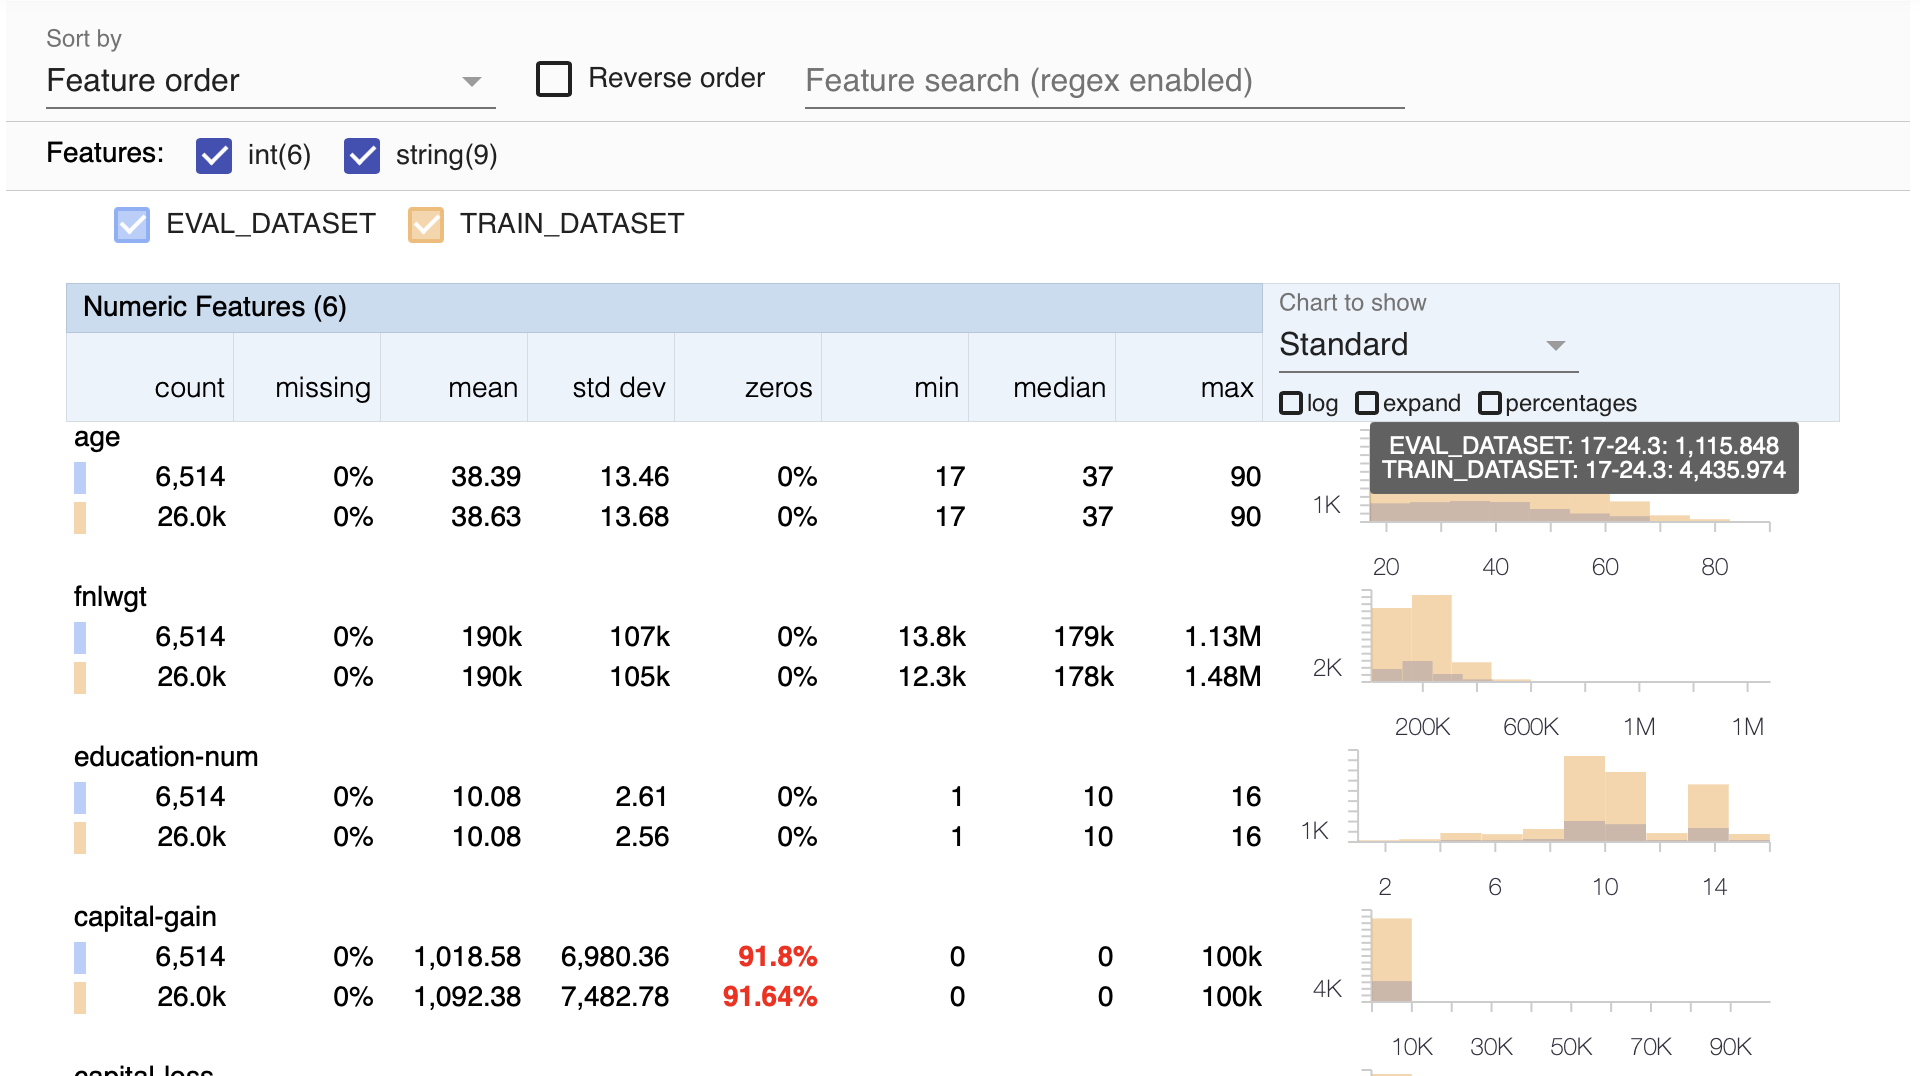 Sort by
Feature order
Reverse order
Feature search (regex enabled)
Features: int(6) string(9)
EVAL_DATASET TRAIN_DATASET
Numeric Features (6)
Chart to show
Standard
count missing mean std dev zeros min median max
log expand percentages
age
EVAL_DATASET: 17-24.3: 1,115.848
TRAIN_DATASET: 17-24.3: 4,435.974
6,514 0% 38.39 13.46 0% 17 37 90
26.0k 0% 38.63 13.68 0% 17 37 90
1K
20 40 60 80
fnlwgt
6,514 0% 190k 107k 0% 13.8k 179k 1.13M
26.0k 0% 190k 105k 0% 12.3k 178k 1.48M
2K
200K 600K 1M 1M
education-num
6,514 0% 10.08 2.61 0% 1 10 16
26.0k 0% 10.08 2.56 0% 1 10 16
1K
2 6 10 14
capital-gain
6,514 0% 1,018.58 6,980.36 91.8% 0 0 100k
26.0k 0% 1,092.38 7,482.78 91.64% 0 0 100k
4K
10K 30K 50K 70K 90K
capital-loss